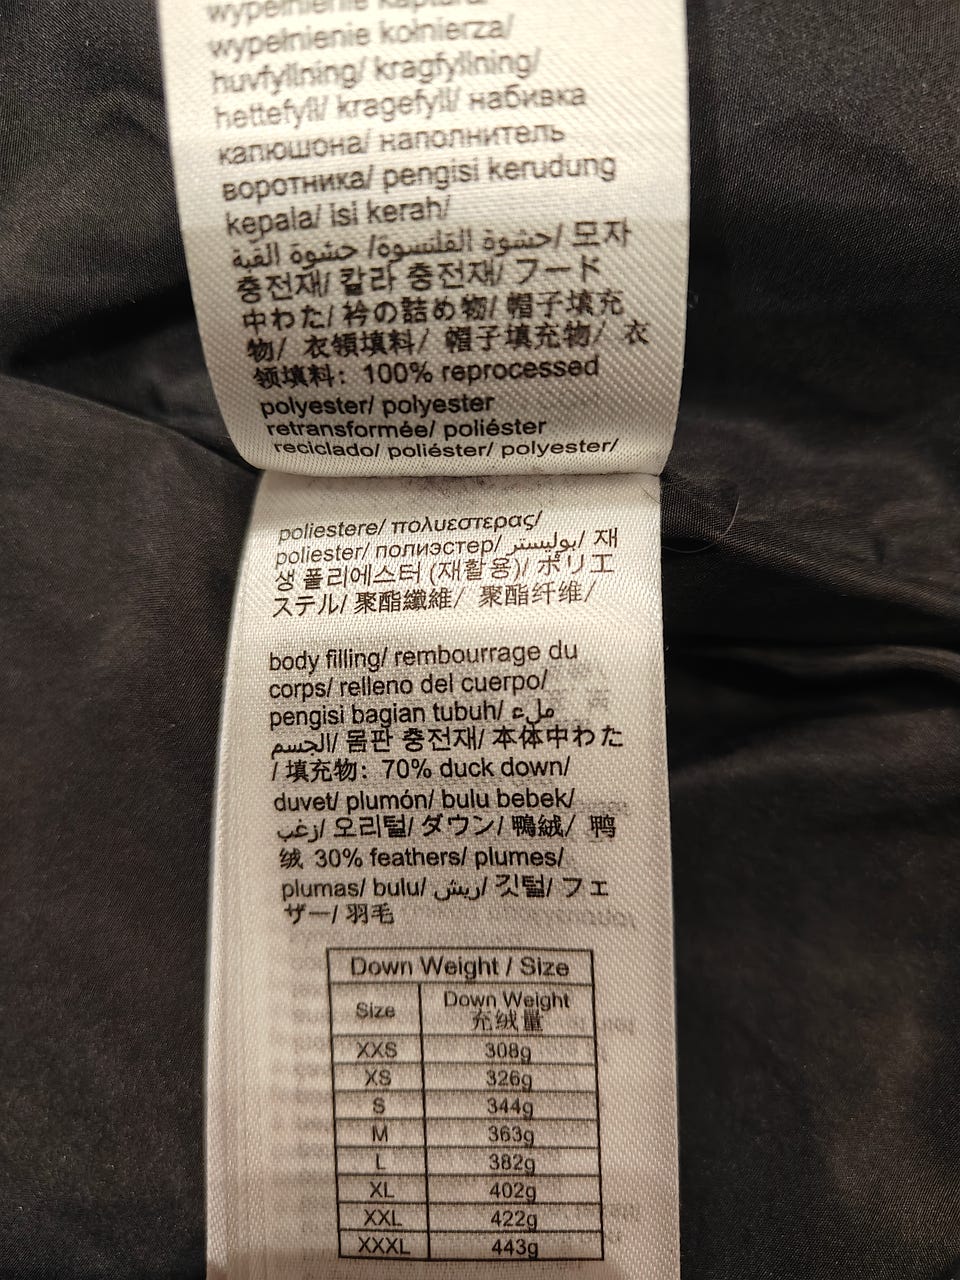 wypełnienie kaptura/
wypełnienie kołnierza/
huvfyllning/ kragfyllning/
hettefyll/ kragefyll/ набивка
капюшона/ наполнитель
воротника/ pengisi kerudung
kepala/ isi kerah/
حشوة القلنسوة/ حشوة القبة/ 모자
충전재/ 칼라 충전재/ フード
中わた/ 衿の詰め物/ 帽子填充
物/ 衣領填料/ 帽子填充物/ 衣
领填料: 100% reprocessed
polyester/ polyester
retransformée/ poliéster
reciclado/ poliéster/ polyester/
poliestere/ πολυεστερας/
poliester/ полиэстер/ بوليستر/ 재
생 폴리에스터 (재활용)/ ポリエ
ステル/ 聚酯纖維/ 聚酯纤维/
body filling/ rembourrage du
corps/ relleno del cuerpo/
pengisi bagian tubuh/ ملء
الجسم/ 몸판 충전재/ 本体中わた
/ 填充物: 70% duck down/
duvet/ plumón/ bulu bebek/
زغب/ 오리털/ ダウン/ 鴨絨/ 鸭
绒 30% feathers/ plumes/
plumas/ bulu/ ريش/ 깃털/ フェ
ザー/ 羽毛
Down Weight / Size
Size Down Weight
充绒量
XXS 308g
XS 326g
S 344g
M 363g
L 382g
XL 402g
XXL 422g
XXXL 443g